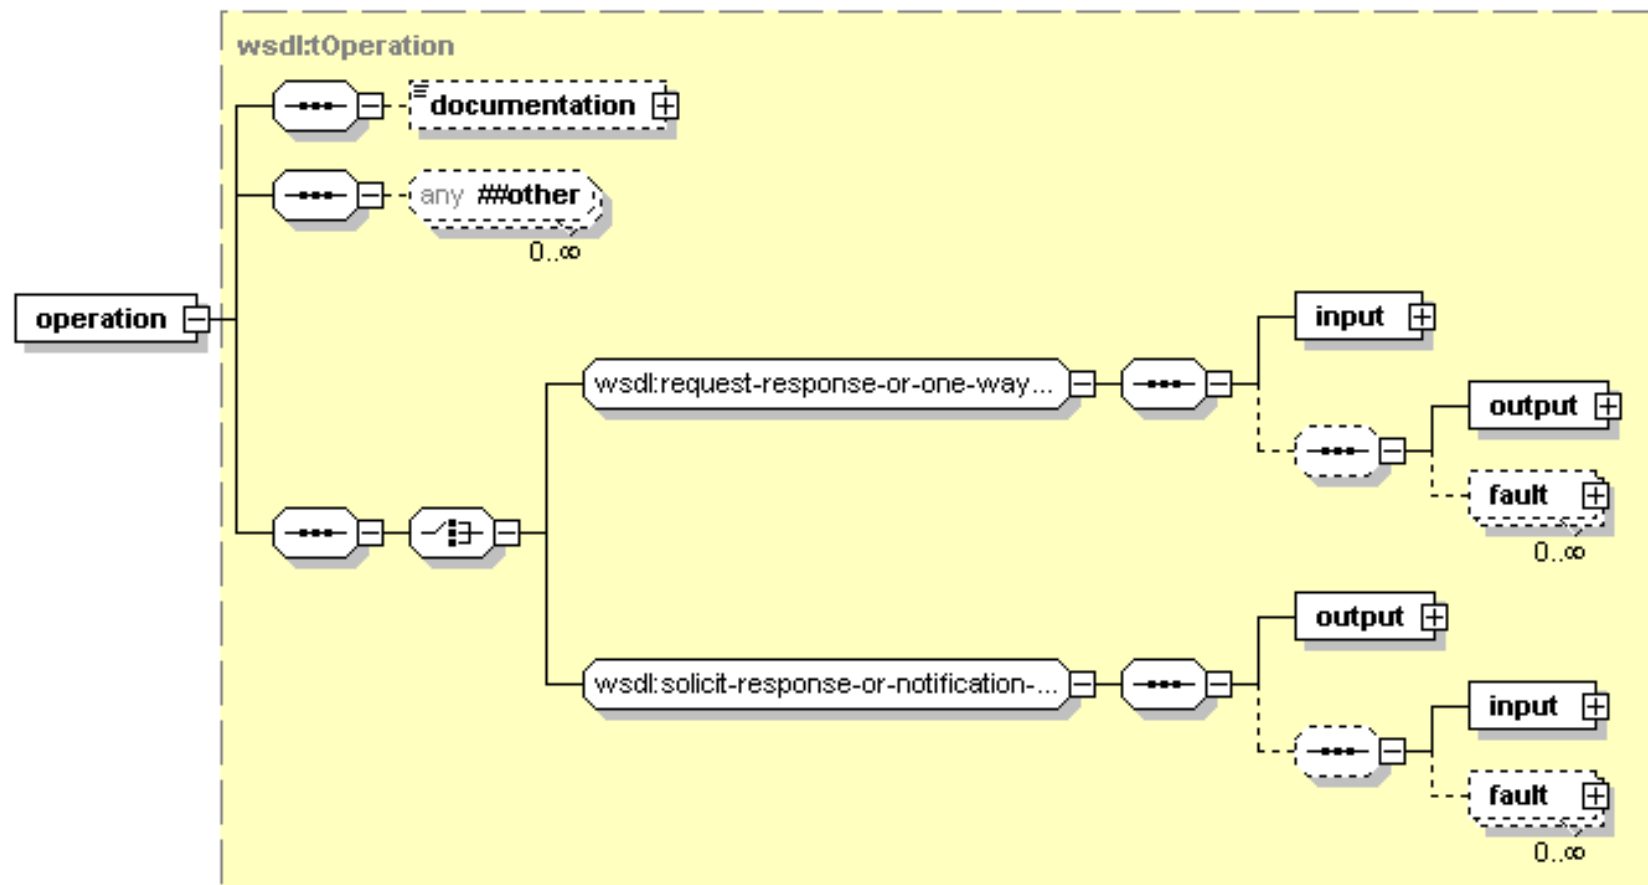 wsdl:tOperation
documentation
any ##other
0..∞
operation
input
wsdl:request-response-or-one-way...
output
fault
0..∞
output
wsdl:solicit-response-or-notification-...
input
fault
0..∞